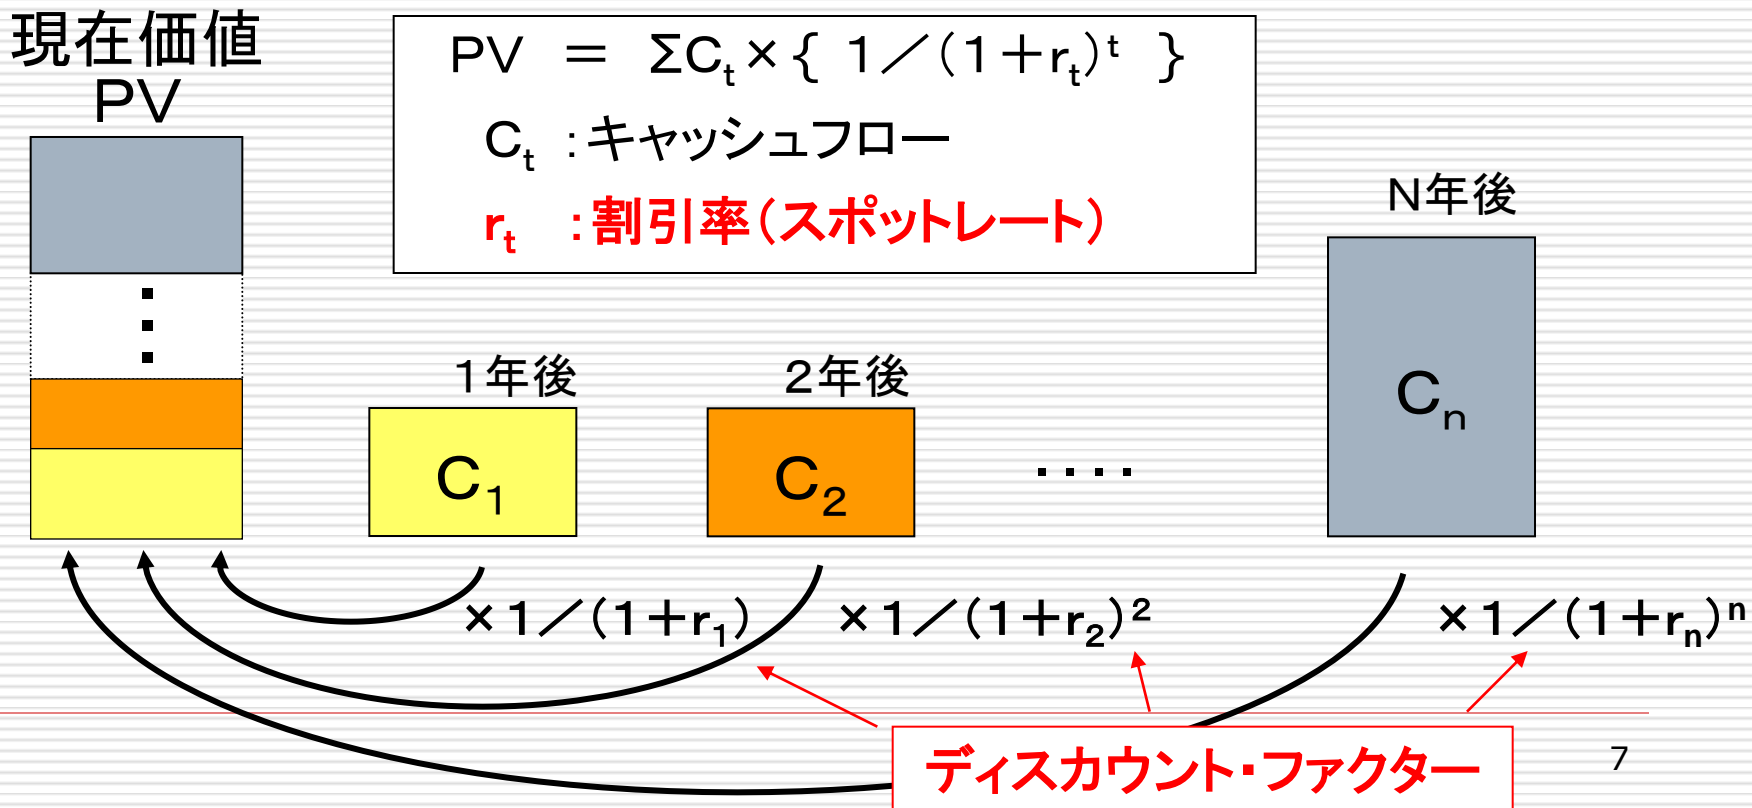 現在価値
PV
PV ＝ ΣCt×{ 1／(1＋rt)t }
Ct ：キャッシュフロー
rt ：割引率（スポットレート）
N年後
1年後
2年後
C1
C2
・・・・
Cn
×1／(1＋r1)
×1／(1＋r2)2
×1／(1＋rn)n
ディスカウント・ファクター
7